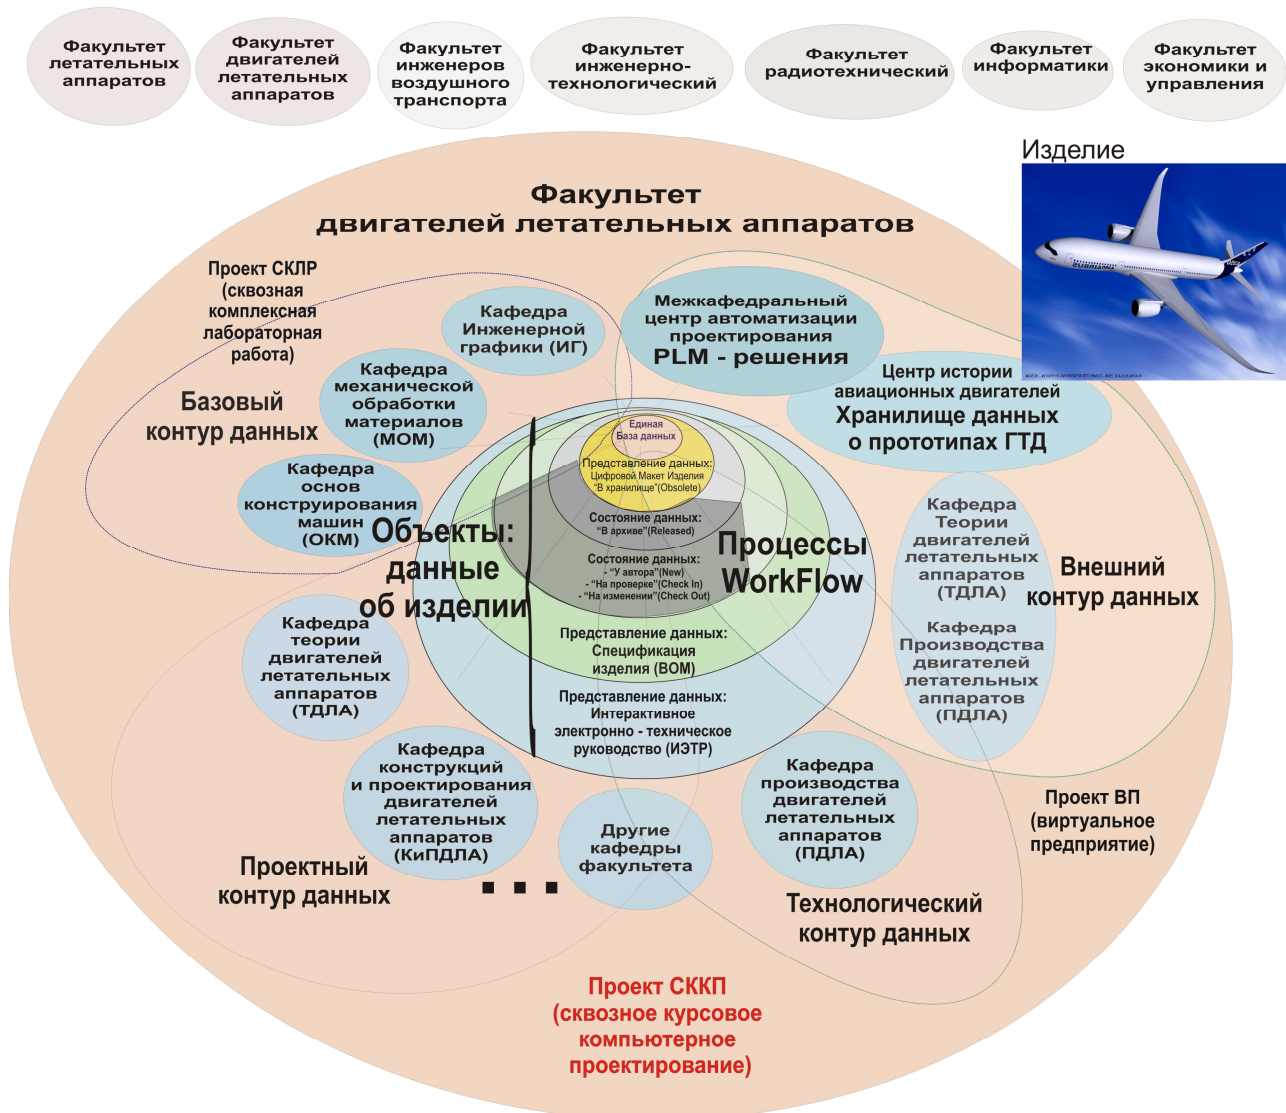 Факультет
летательных
аппаратов
Факультет
двигателей
летательных
аппаратов
Факультет
инженеров
воздушного
транспорта
Факультет
инженерно-
технологический
Факультет
радиотехнический
Факультет
информатики
Факультет
экономики и
управления
Изделие
Факультет
двигателей летательных аппаратов
Проект СКЛР
(сквозная
комплексная
лабораторная
работа)
Кафедра
Инженерной
графики (ИГ)
Межкафедральный
центр автоматизации
проектирования
PLM - решения
Кафедра
механической
обработки
материалов
(МОМ)
Центр истории
авиационных двигателей
Хранилище данных
о прототипах ГТД
Базовый
контур данных
Кафедра
основ
конструирования
машин
(ОКМ)
Единая
База данных
Представление данных:
Цифровой Макет Изделия
"В хранилище"(Obsolete)
Состояние данных:
"В архиве"(Released)
Состояние данных:
- "У автора"(New)
- "На проверке"(Check In)
- "На изменении"(Check Out)
Объекты:
данные
об изделии
Процессы
WorkFlow
Представление данных:
Спецификация
изделия (BOM)
Представление данных:
Интерактивное
электронно - техническое
руководство (ИЭТР)
Кафедра
Теории
двигателей
летательных
аппаратов
(ТДЛА)
Кафедра
Производства
двигателей
летательных
аппаратов
(ПДЛА)
Внешний
контур данных
Кафедра
теории
двигателей
летательных
аппаратов
(ТДЛА)
Кафедра
конструкций
и проектирования
двигателей
летательных
аппаратов
(КиПДЛА)
Другие
кафедры
факультета
Кафедра
производства
двигателей
летательных
аппаратов
(ПДЛА)
Проект ВП
(виртуальное
предприятие)
Проектный
контур данных
...
Технологический
контур данных
Проект СККП
(сквозное курсовое
компьютерное
проектирование)